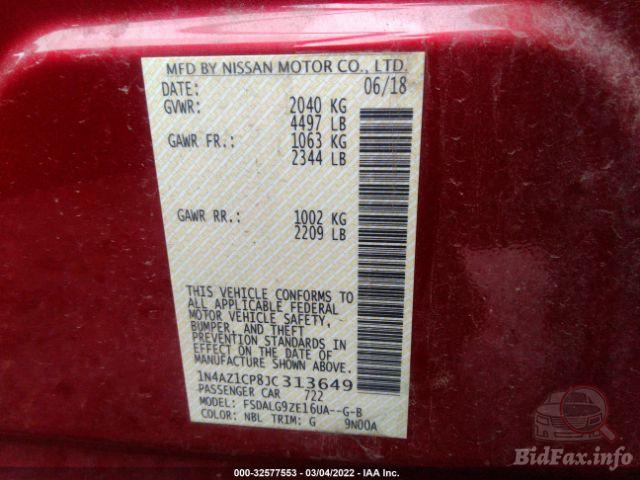 MFD BY NISSAN MOTOR CO., LTD.
DATE: 06/18
GVWR: 2040 KG
4497 LB
GAWR FR.: 1063 KG
2344 LB
GAWR RR.: 1002 KG
2209 LB
THIS VEHICLE CONFORMS TO
ALL APPLICABLE FEDERAL
MOTOR VEHICLE SAFETY,
BUMPER, AND THEFT
PREVENTION STANDARDS IN
EFFECT ON THE DATE OF
MANUFACTURE SHOWN ABOVE.
1N4AZ1CP8JC313649
PASSENGER CAR 722
MODEL: FSDALG9ZE16UA--G-B
COLOR: NBL TRIM: G 9N00A
BidFax.info
000-32577553 - 03/04/2022 - IAA Inc.